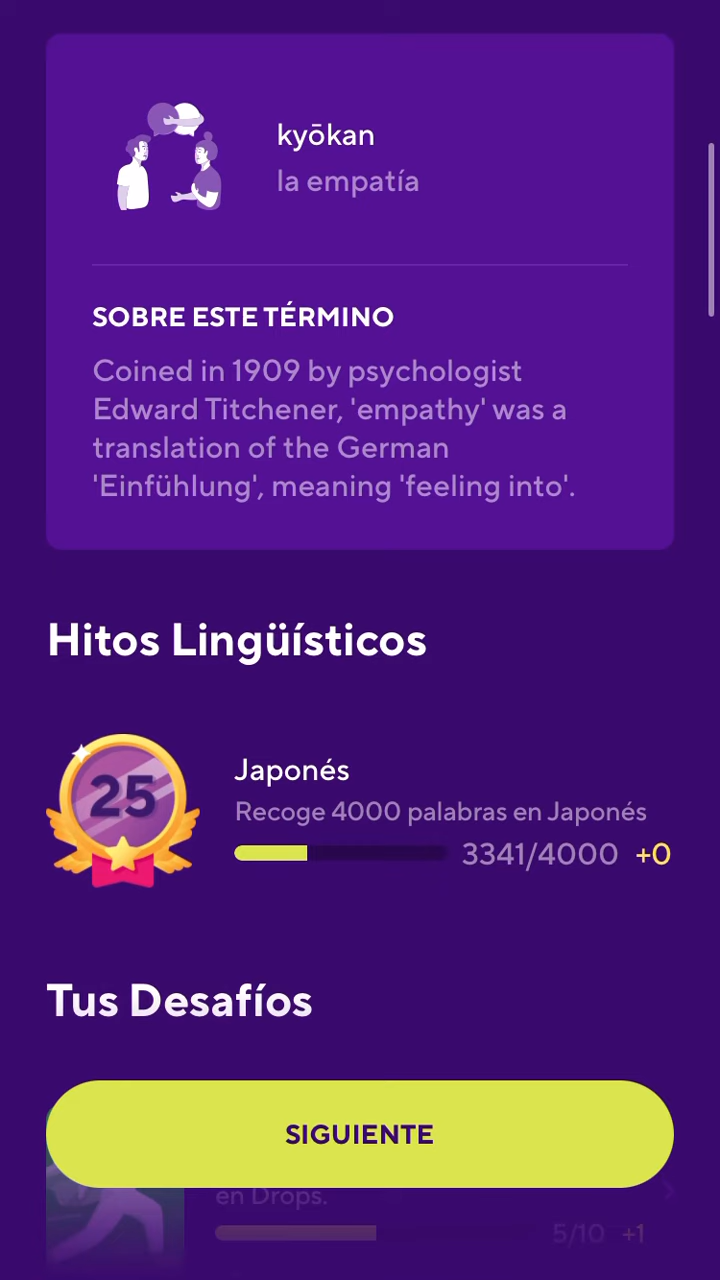 kyōkan
la empatía
SOBRE ESTE TÉRMINO
Coined in 1909 by psychologist
Edward Titchener, 'empathy' was a
translation of the German
'Einfühlung', meaning 'feeling into'.
Hitos Lingüísticos
25
Japonés
Recoge 4000 palabras en Japonés
3341/4000 +0
Tus Desafíos
SIGUIENTE
en Drops.
5/10 +1